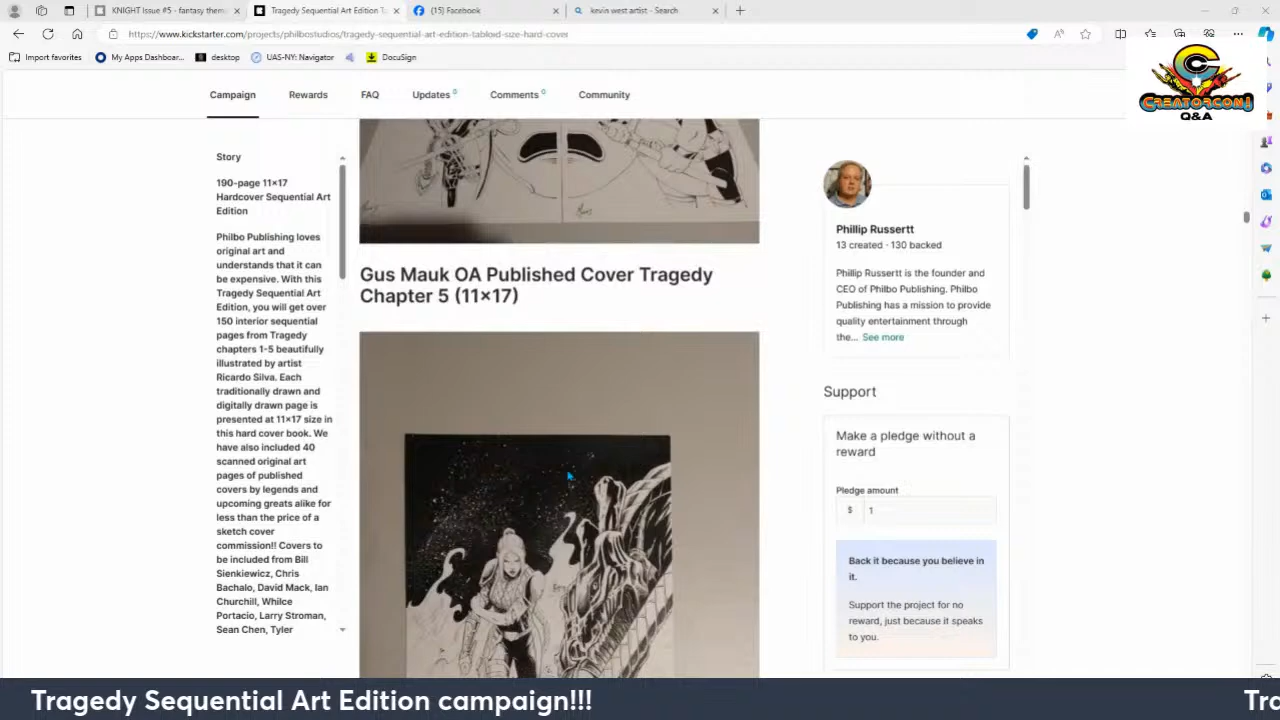 KNIGHT Issue #5 - fantasy them
Tragedy Sequential Art Edition T
(15) Facebook
kevin west artist - Search
https://www.kickstarter.com/projects/philbostudios/tragedy-sequential-art-edition-tabloid-size-hard-cover
Import favorites
My Apps Dashboar...
desktop
UAS-NY: Navigator
DocuSign
CREATORCON!
Q&A
Campaign
Rewards
FAQ
Updates 0
Comments 0
Community
Story
190-page 11×17
Hardcover Sequential Art
Edition
Philbo Publishing loves
original art and
understands that it can
be expensive. With this
Tragedy Sequential Art
Edition, you will get over
150 interior sequential
pages from Tragedy
chapters 1-5 beautifully
illustrated by artist
Ricardo Silva. Each
traditionally drawn and
digitally drawn page is
presented at 11×17 size in
this hard cover book. We
have also included 40
scanned original art
pages of published
covers by legends and
upcoming greats alike for
less than the price of a
sketch cover
commission!! Covers to
be included from Bill
Sienkiewicz, Chris
Bachalo, David Mack, Ian
Churchill, Whilce
Portacio, Larry Stroman,
Sean Chen, Tyler
Gus Mauk OA Published Cover Tragedy
Chapter 5 (11×17)
Phillip Russertt
13 created · 130 backed
Phillip Russertt is the founder and
CEO of Philbo Publishing. Philbo
Publishing has a mission to provide
quality entertainment through
the... See more
Support
Make a pledge without a
reward
Pledge amount
$ 1
Back it because you believe in
it.
Support the project for no
reward, just because it speaks
to you.
Tragedy Sequential Art Edition campaign!!!
Tra